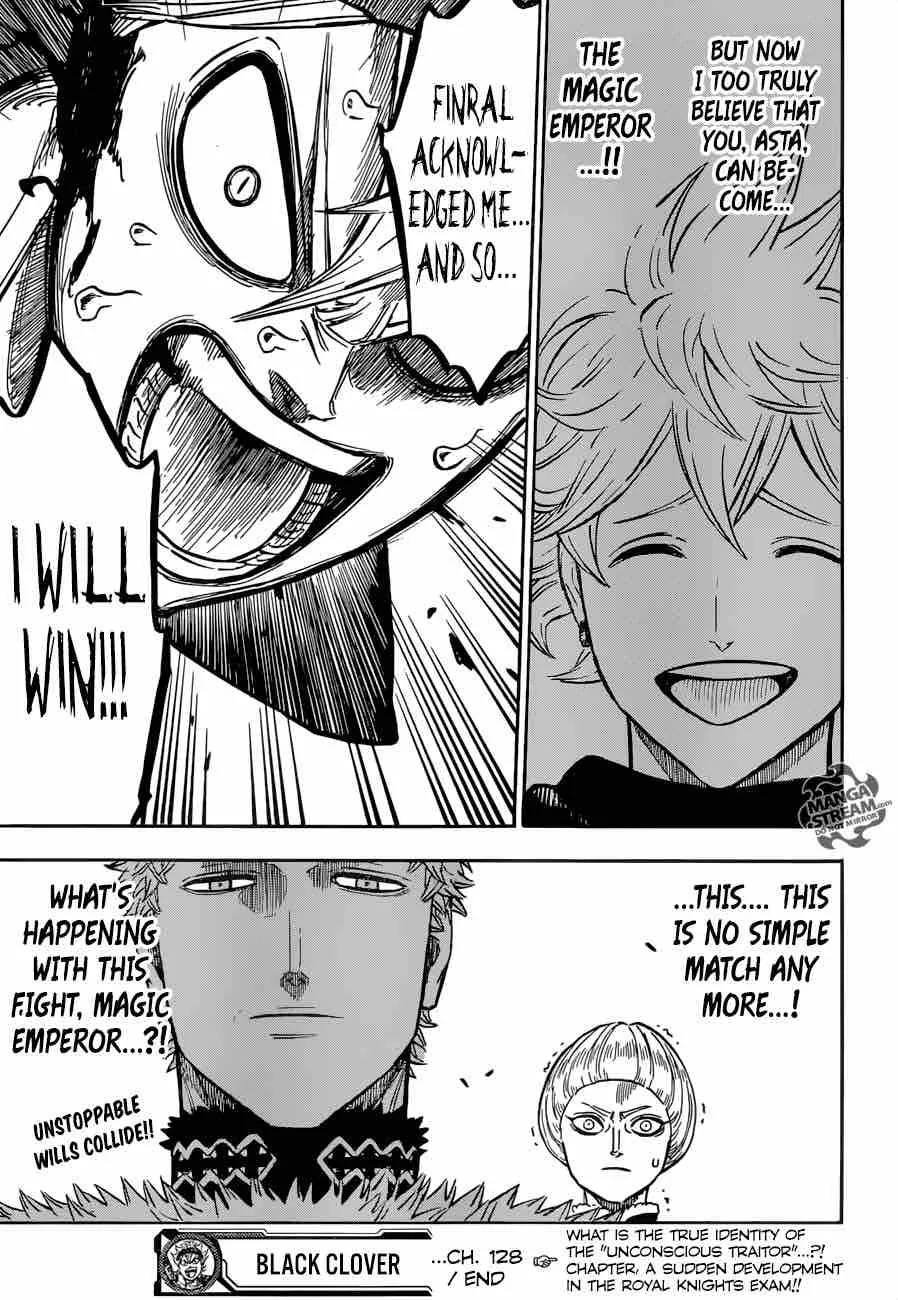 BUT NOW
I TOO TRULY
BELIEVE THAT
YOU, ASTA,
CAN BE-
COME...
THE
MAGIC
EMPEROR
...!!
FINRAL
ACKNOWL-
EDGED ME...
AND SO...
I WILL
WIN!!!
MANGA
STREAM.com
DO NOT MIRROR
...THIS.... THIS
IS NO SIMPLE
MATCH ANY
MORE...!
WHAT'S
HAPPENING
WITH THIS
FIGHT, MAGIC
EMPEROR...?!
UNSTOPPABLE
WILLS COLLIDE!!
BLACK CLOVER
...CH. 128
/ END
☞ WHAT IS THE TRUE IDENTITY OF
THE "UNCONSCIOUS TRAITOR"...?!
CHAPTER, A SUDDEN DEVELOPMENT
IN THE ROYAL KNIGHTS EXAM!!